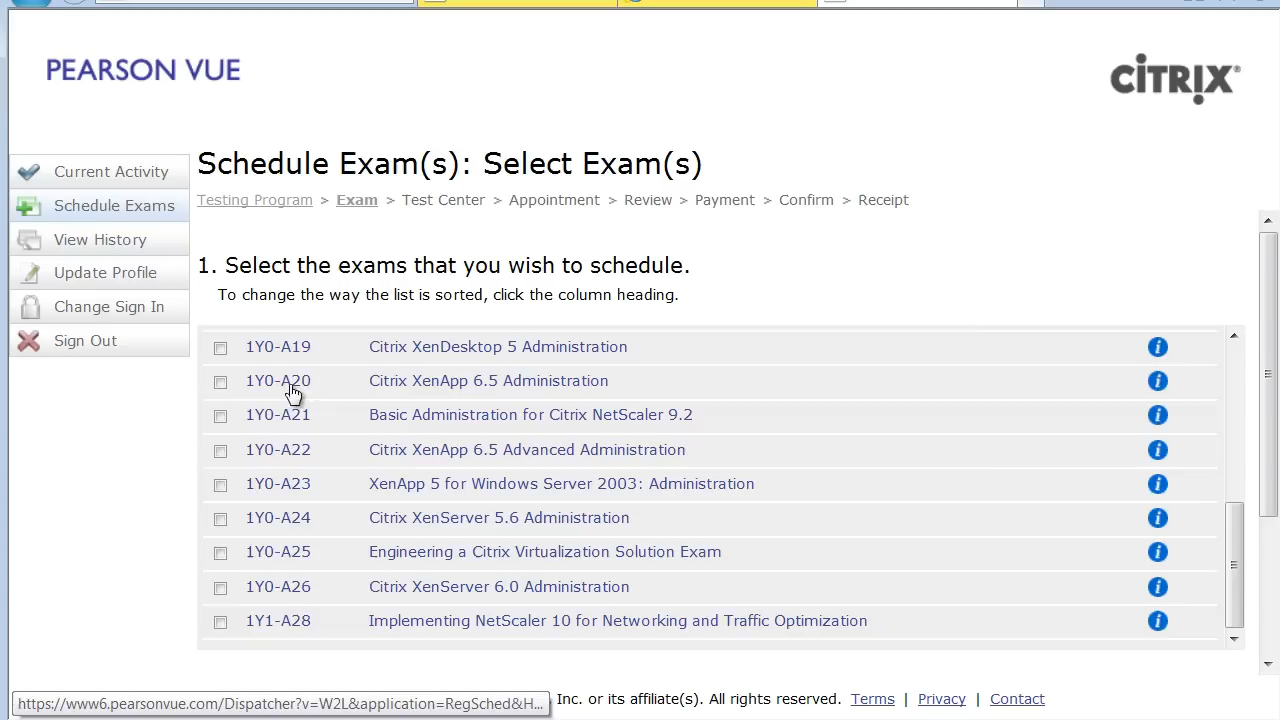 PEARSON VUE
CİTRIX®
Current Activity
Schedule Exams
View History
Update Profile
Change Sign In
Sign Out
Schedule Exam(s): Select Exam(s)
Testing Program > Exam > Test Center > Appointment > Review > Payment > Confirm > Receipt
1. Select the exams that you wish to schedule.
To change the way the list is sorted, click the column heading.
1Y0-A19 Citrix XenDesktop 5 Administration
1Y0-A20 Citrix XenApp 6.5 Administration
1Y0-A21 Basic Administration for Citrix NetScaler 9.2
1Y0-A22 Citrix XenApp 6.5 Advanced Administration
1Y0-A23 XenApp 5 for Windows Server 2003: Administration
1Y0-A24 Citrix XenServer 5.6 Administration
1Y0-A25 Engineering a Citrix Virtualization Solution Exam
1Y0-A26 Citrix XenServer 6.0 Administration
1Y1-A28 Implementing NetScaler 10 for Networking and Traffic Optimization
https://www6.pearsonvue.com/Dispatcher?v=W2L&application=RegSched&H...
Inc. or its affiliate(s). All rights reserved. Terms | Privacy | Contact